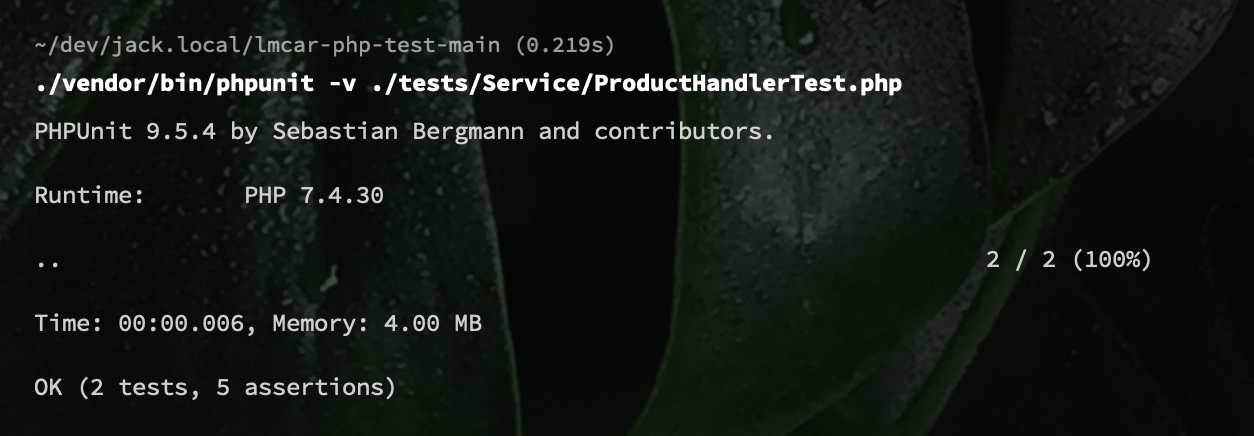 ~/dev/jack.local/lmcar-php-test-main (0.219s)
./vendor/bin/phpunit -v ./tests/Service/ProductHandlerTest.php
PHPUnit 9.5.4 by Sebastian Bergmann and contributors.
Runtime:       PHP 7.4.30
.. 2 / 2 (100%)
Time: 00:00.006, Memory: 4.00 MB
OK (2 tests, 5 assertions)